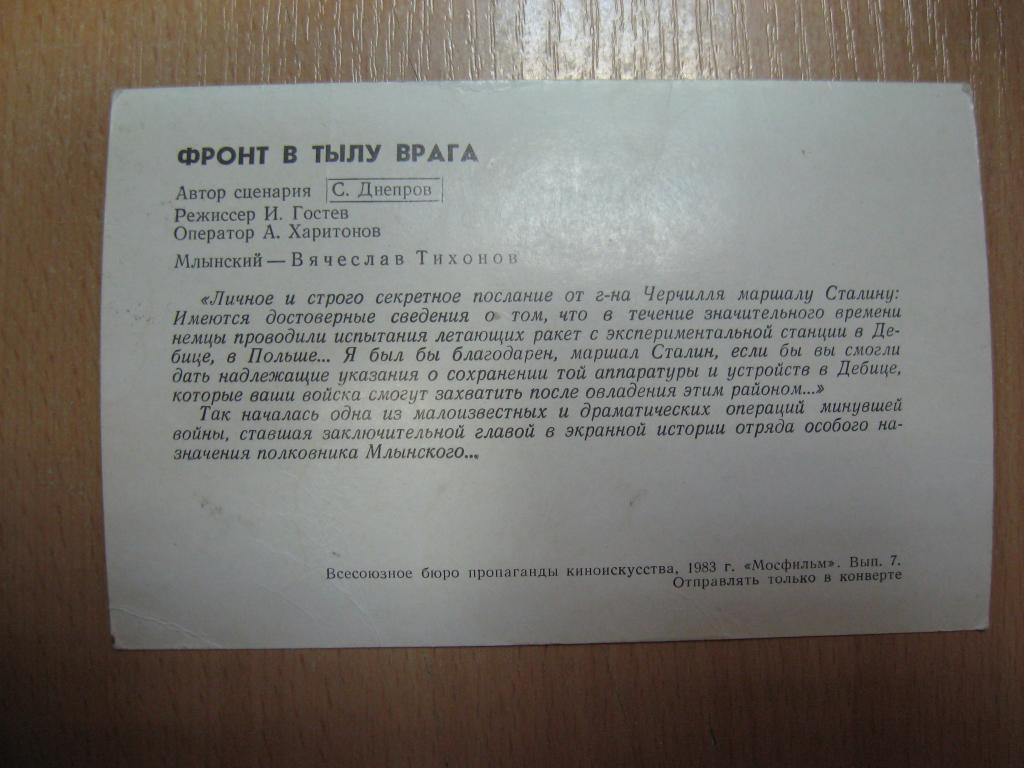 ФРОНТ В ТЫЛУ ВРАГА
Автор сценария С. Днепров
Режиссер И. Гостев
Оператор А. Харитонов
Млынский — Вячеслав Тихонов
«Личное и строго секретное послание от г-на Черчилля маршалу Сталину:
Имеются достоверные сведения о том, что в течение значительного времени
немцы проводили испытания летающих ракет с экспериментальной станции в Де-
бице, в Польше... Я был бы благодарен, маршал Сталин, если бы вы смогли
дать надлежащие указания о сохранении той аппаратуры и устройств в Дебице,
которые ваши войска смогут захватить после овладения этим районом...»
Так началась одна из малоизвестных и драматических операций минувшей
войны, ставшая заключительной главой в экранной истории отряда особого на-
значения полковника Млынского...
Всесоюзное бюро пропаганды киноискусства, 1983 г. «Мосфильм». Вып. 7.
Отправлять только в конверте